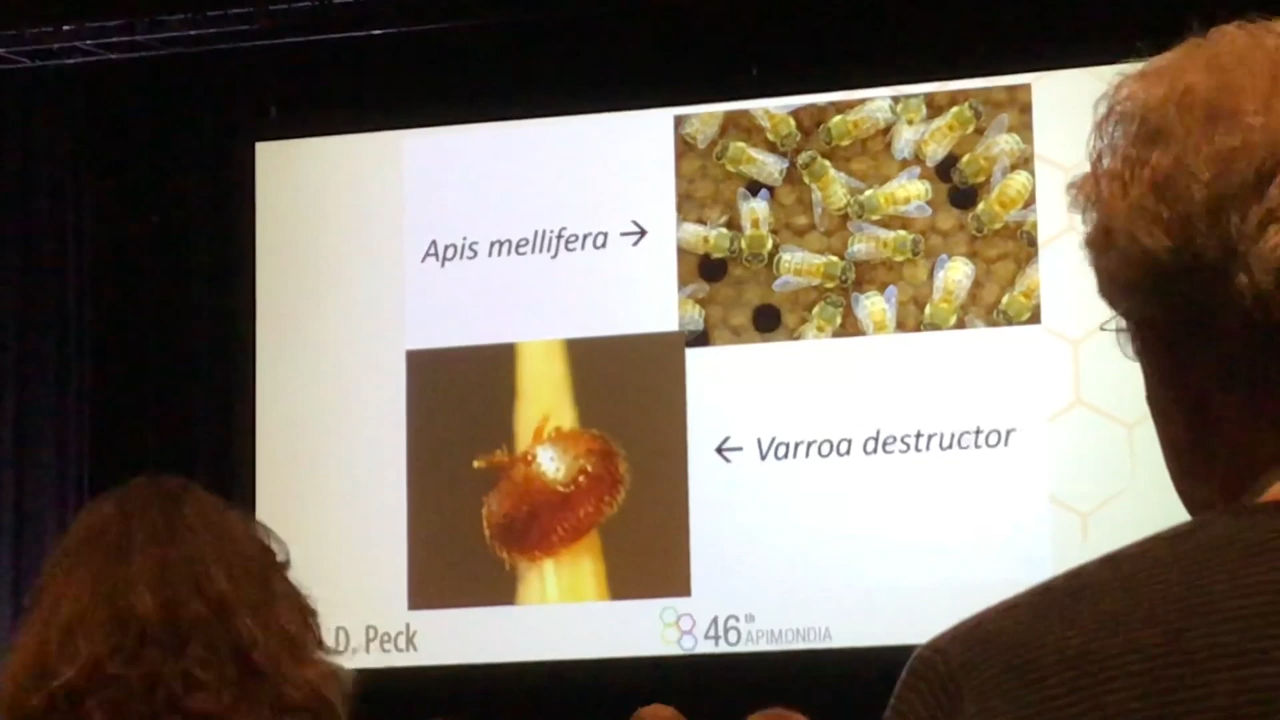 Apis mellifera →
← Varroa destructor
D. Peck
46th APIMONDIA